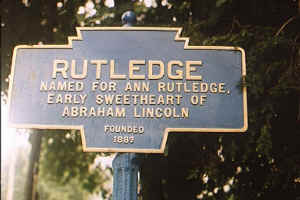 RUTLEDGE
NAMED FOR ANN RUTLEDGE,
EARLY SWEETHEART OF
ABRAHAM LINCOLN
FOUNDED
1887